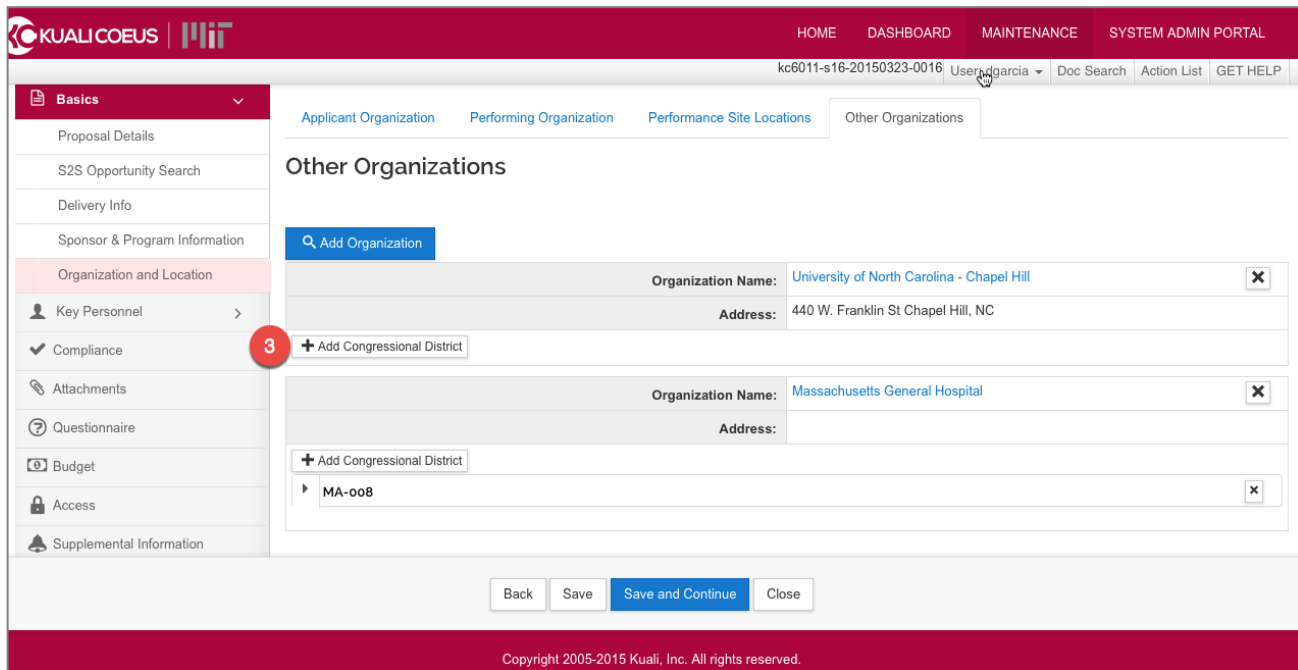 KUALI COEUS MIT HOME DASHBOARD MAINTENANCE SYSTEM ADMIN PORTAL
kc6011-s16-20150323-0016 User: dgarcia Doc Search Action List GET HELP
Basics
Proposal Details
S2S Opportunity Search
Delivery Info
Sponsor & Program Information
Organization and Location
Key Personnel
Compliance
Attachments
Questionnaire
Budget
Access
Supplemental Information
Applicant Organization Performing Organization Performance Site Locations Other Organizations
Other Organizations
Add Organization
Organization Name: University of North Carolina - Chapel Hill
Address: 440 W. Franklin St Chapel Hill, NC
3 Add Congressional District
Organization Name: Massachusetts General Hospital
Address:
Add Congressional District
MA-008
Back Save Save and Continue Close
Copyright 2005-2015 Kuali, Inc. All rights reserved.